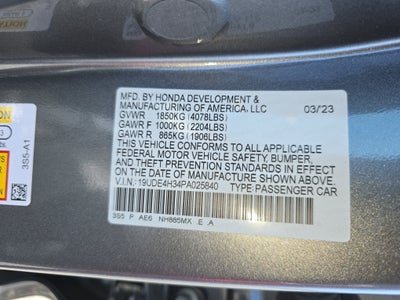 MFD. BY HONDA DEVELOPMENT &
MANUFACTURING OF AMERICA, LLC 03/23
GVWR 1850KG (4078LBS)
GAWR F 1000KG (2204LBS)
GAWR R 865KG (1906LBS)
THIS VEHICLE CONFORMS TO ALL APPLICABLE
FEDERAL MOTOR VEHICLE SAFETY, BUMPER,
AND THEFT PREVENTION STANDARDS IN EFFECT
ON THE DATE OF MANUFACTURE SHOWN ABOVE.
V.I.N.: 19UDE4H34PA025840 TYPE: PASSENGER CAR
3S5 P AE6 NH885MX E A
3S5-A1